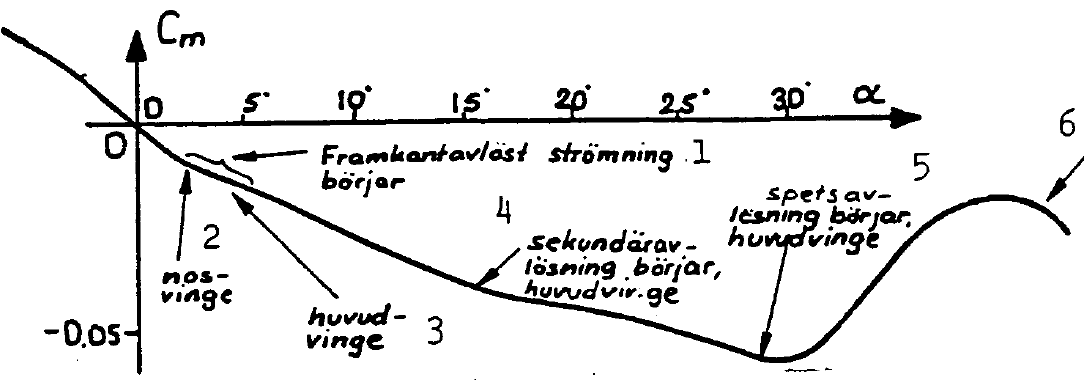 Cm
0 5° 10° 15° 20° 25° 30° α
0
6
Framkantavlöst strömning 1
börjar
5
spetsav-
lösning börjar,
huvudvinge
4
2
sekundärav-
lösning börjar,
huvudvinge
nos-
vinge
huvud-
vinge 3
-0,05